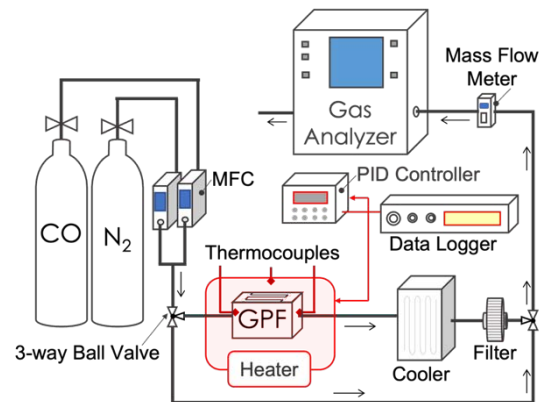 Mass Flow
Meter
Gas
Analyzer
PID Controller
MFC
CO
N₂
Data Logger
Thermocouples
GPF
3-way Ball Valve
Heater
Cooler
Filter